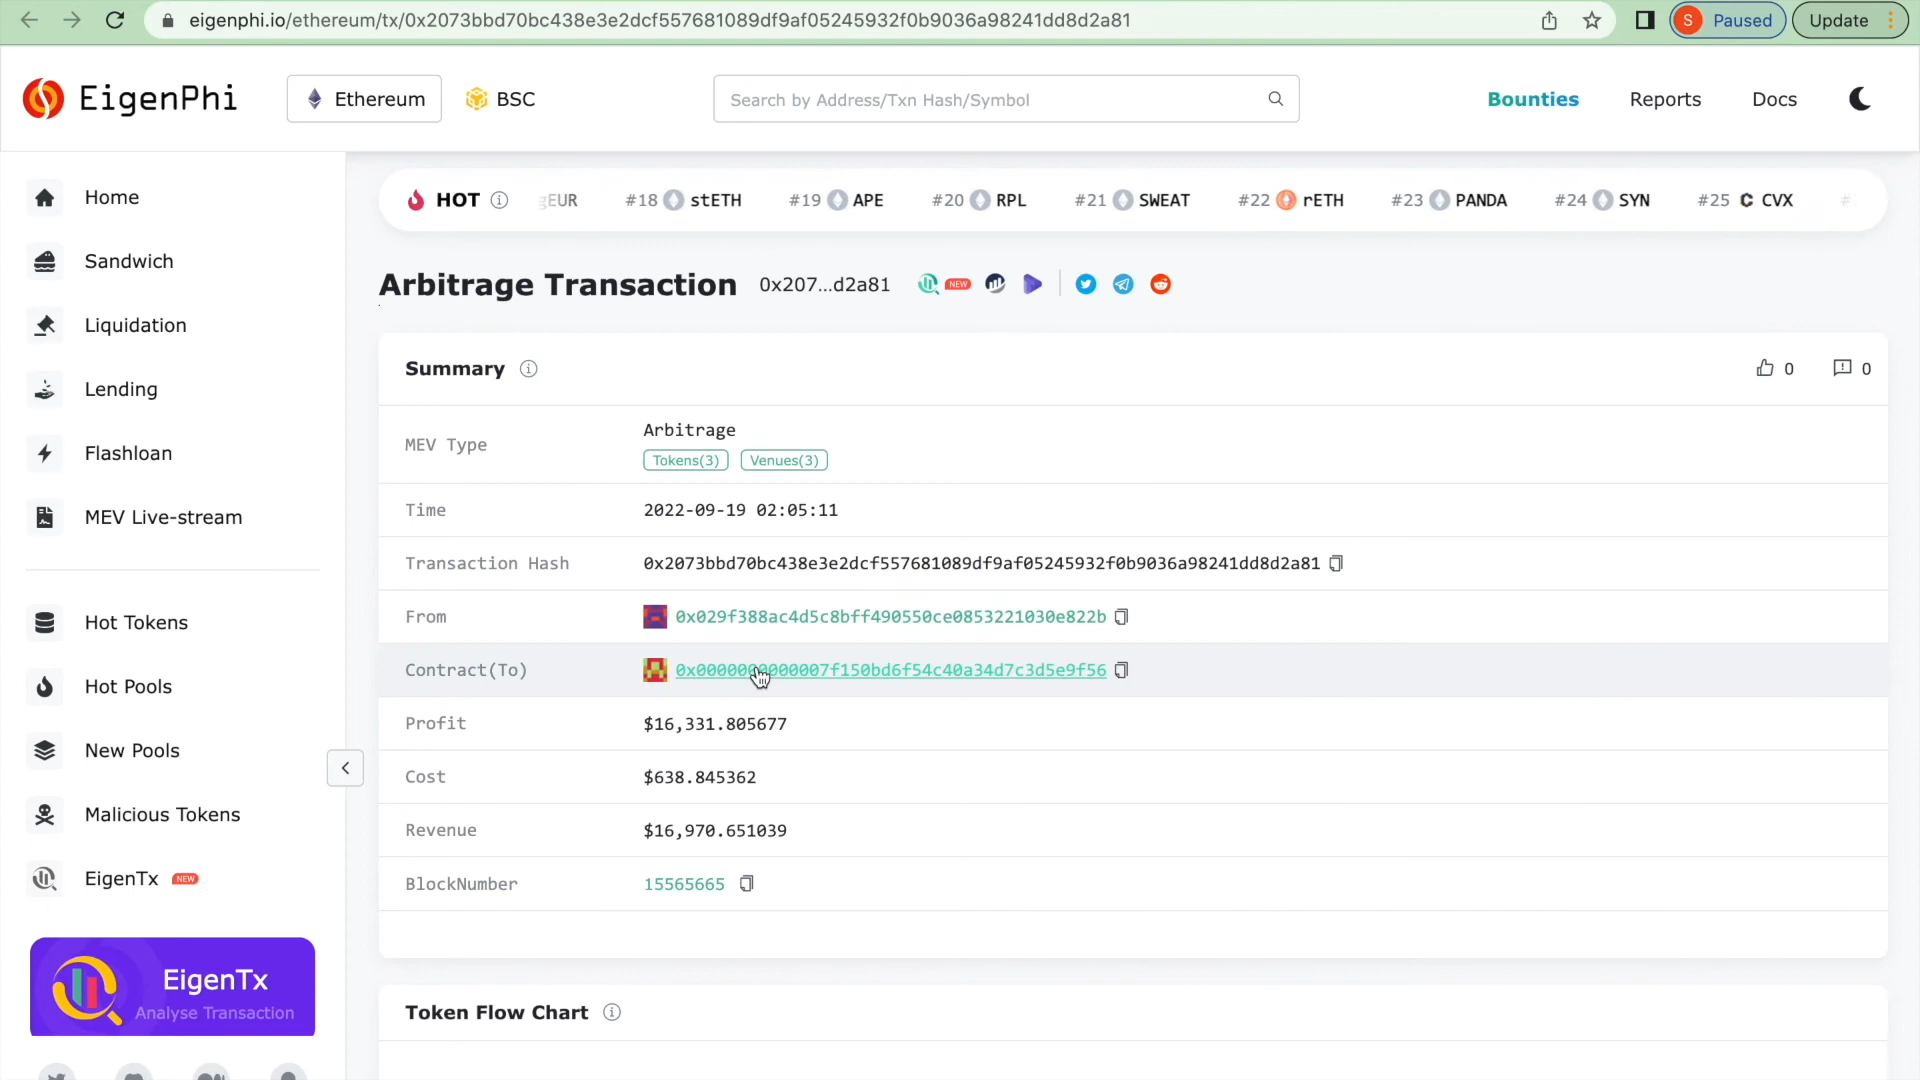 eigenphi.io/ethereum/tx/0x2073bbd70bc438e3e2dcf557681089df9af05245932f0b9036a98241dd8d2a81
S Paused
Update
EigenPhi
Ethereum
BSC
Search by Address/Txn Hash/Symbol
Bounties
Reports
Docs
Home
Sandwich
Liquidation
Lending
Flashloan
MEV Live-stream
Hot Tokens
Hot Pools
New Pools
Malicious Tokens
EigenTx NEW
EigenTx
Analyse Transaction
HOT gEUR #18 stETH #19 APE #20 RPL #21 SWEAT #22 rETH #23 PANDA #24 SYN #25 CVX #
Arbitrage Transaction 0x207...d2a81 NEW
Summary 0 0
MEV Type Arbitrage
Tokens(3) Venues(3)
Time 2022-09-19 02:05:11
Transaction Hash 0x2073bbd70bc438e3e2dcf557681089df9af05245932f0b9036a98241dd8d2a81
From 0x029f388ac4d5c8bff490550ce0853221030e822b
Contract(To) 0x0000000000007f150bd6f54c40a34d7c3d5e9f56
Profit $16,331.805677
Cost $638.845362
Revenue $16,970.651039
BlockNumber 15565665
Token Flow Chart